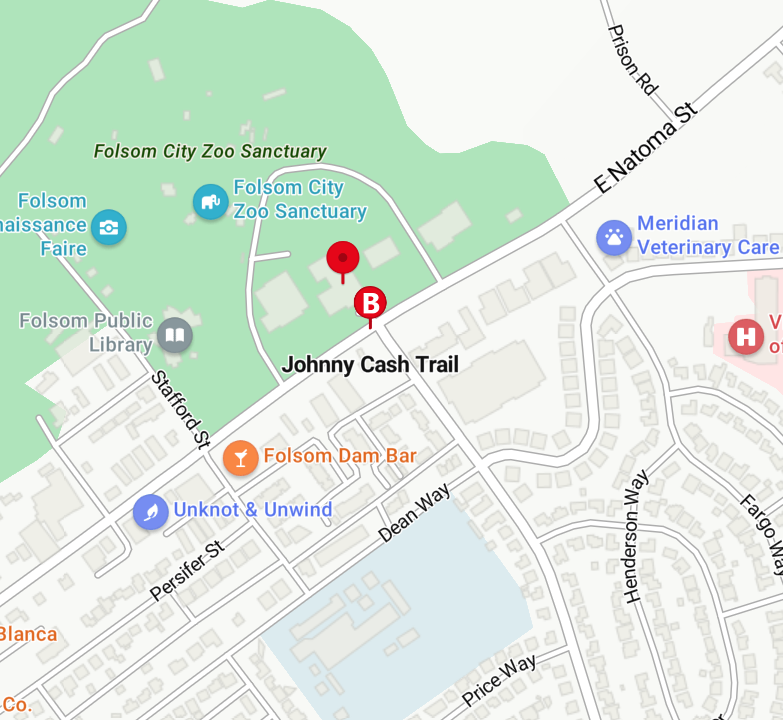 Prison Rd
E Natoma St
Folsom City Zoo Sanctuary
Folsom City
Zoo Sanctuary
Folsom
naissance
Faire
Meridian
Veterinary Care
B
Folsom Public
Library
H
V
of
Johnny Cash Trail
Stafford St
Folsom Dam Bar
Unknot & Unwind
Dean Way
Henderson Way
Fargo Way
Persifer St
Blanca
Price Way
Co.